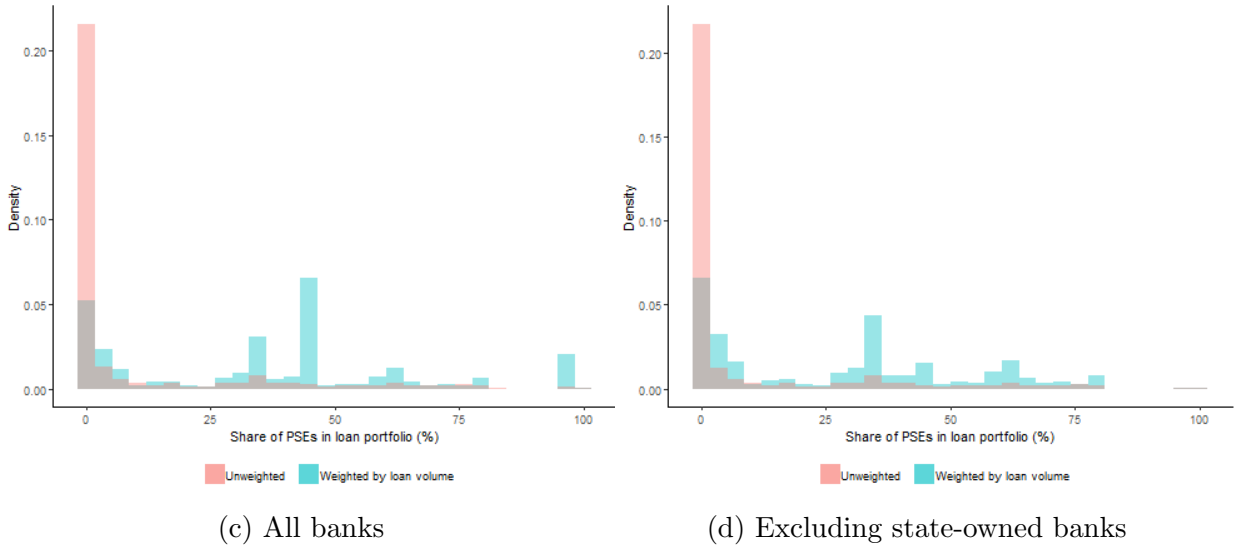 0.20
0.15
0.10
0.05
0.00
Density
0 25 50 75 100
Share of PSEs in loan portfolio (%)
Unweighted Weighted by loan volume
(c) All banks
0.20
0.15
0.10
0.05
0.00
Density
0 25 50 75 100
Share of PSEs in loan portfolio (%)
Unweighted Weighted by loan volume
(d) Excluding state-owned banks